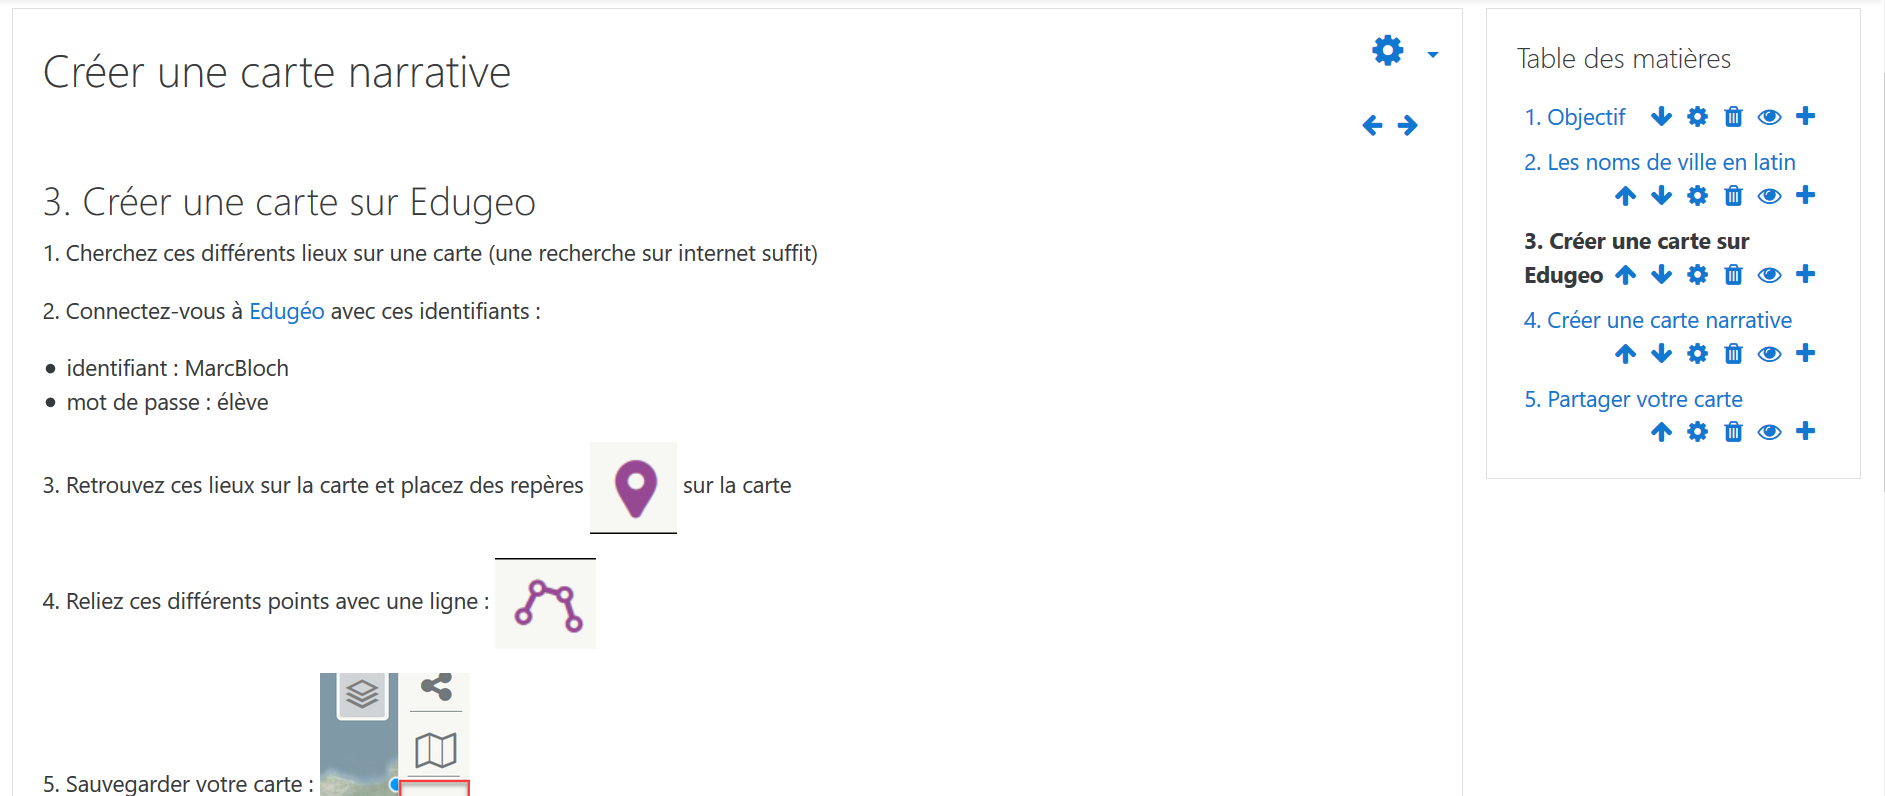 Créer une carte narrative
3. Créer une carte sur Edugeo
1. Cherchez ces différents lieux sur une carte (une recherche sur internet suffit)
2. Connectez-vous à Edugéo avec ces identifiants :
• identifiant : MarcBloch
• mot de passe : élève
3. Retrouvez ces lieux sur la carte et placez des repères sur la carte
4. Reliez ces différents points avec une ligne :
5. Sauvegarder votre carte :
Table des matières
1. Objectif
2. Les noms de ville en latin
3. Créer une carte sur
Edugeo
4. Créer une carte narrative
5. Partager votre carte